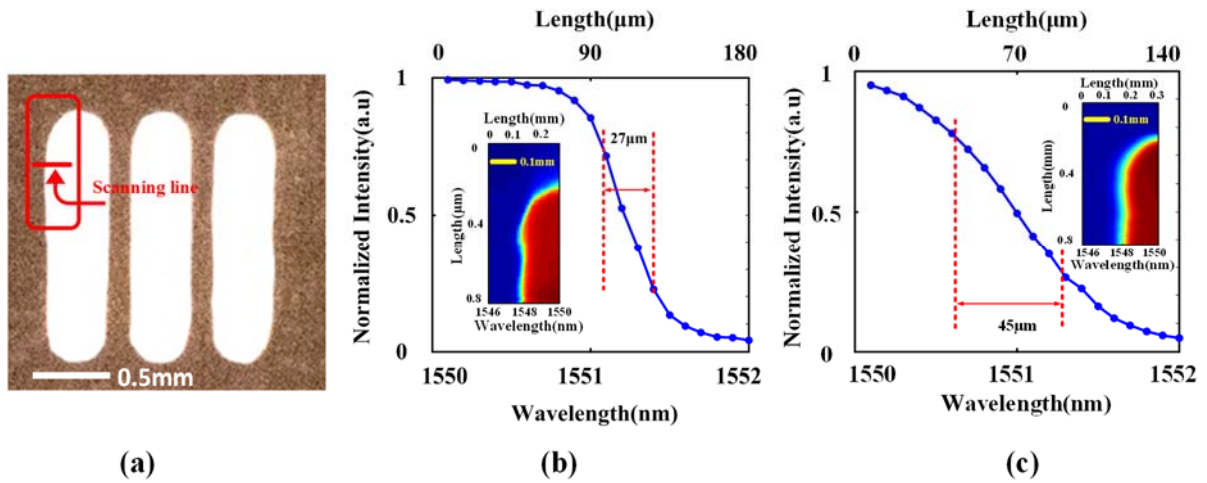 Scanning line
0.5mm
(a)
Length(μm)
0 90 180
Normalized Intensity(a.u)
1
0.5
0
27μm
Length(mm)
0 0.1 0.2
0.1mm
Length(μm)
0
0.4
0.8
1546 1548 1550
Wavelength(nm)
1550 1551 1552
Wavelength(nm)
(b)
Length(μm)
0 70 140
Normalized Intensity(a.u)
1
0.5
0
45μm
Length(mm)
0 0.1 0.2 0.3
0.1mm
Length(mm)
0
0.4
0.8
1546 1548 1550
Wavelength(nm)
1550 1551 1552
Wavelength(nm)
(c)